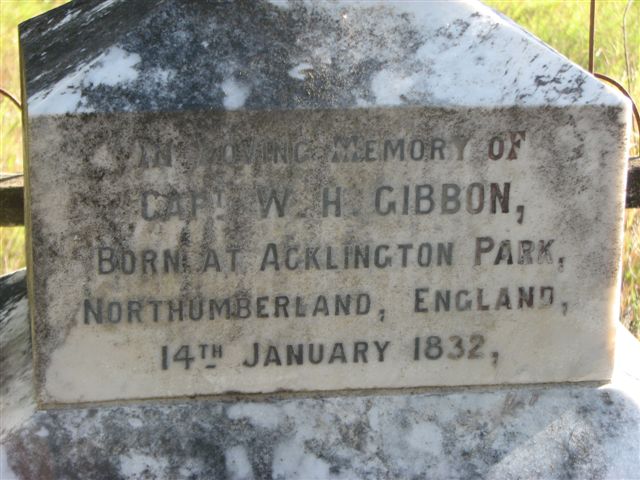 IN LOVING MEMORY OF
CAPT W. H. GIBBON,
BORN AT ACKLINGTON PARK,
NORTHUMBERLAND, ENGLAND,
14TH JANUARY 1832,